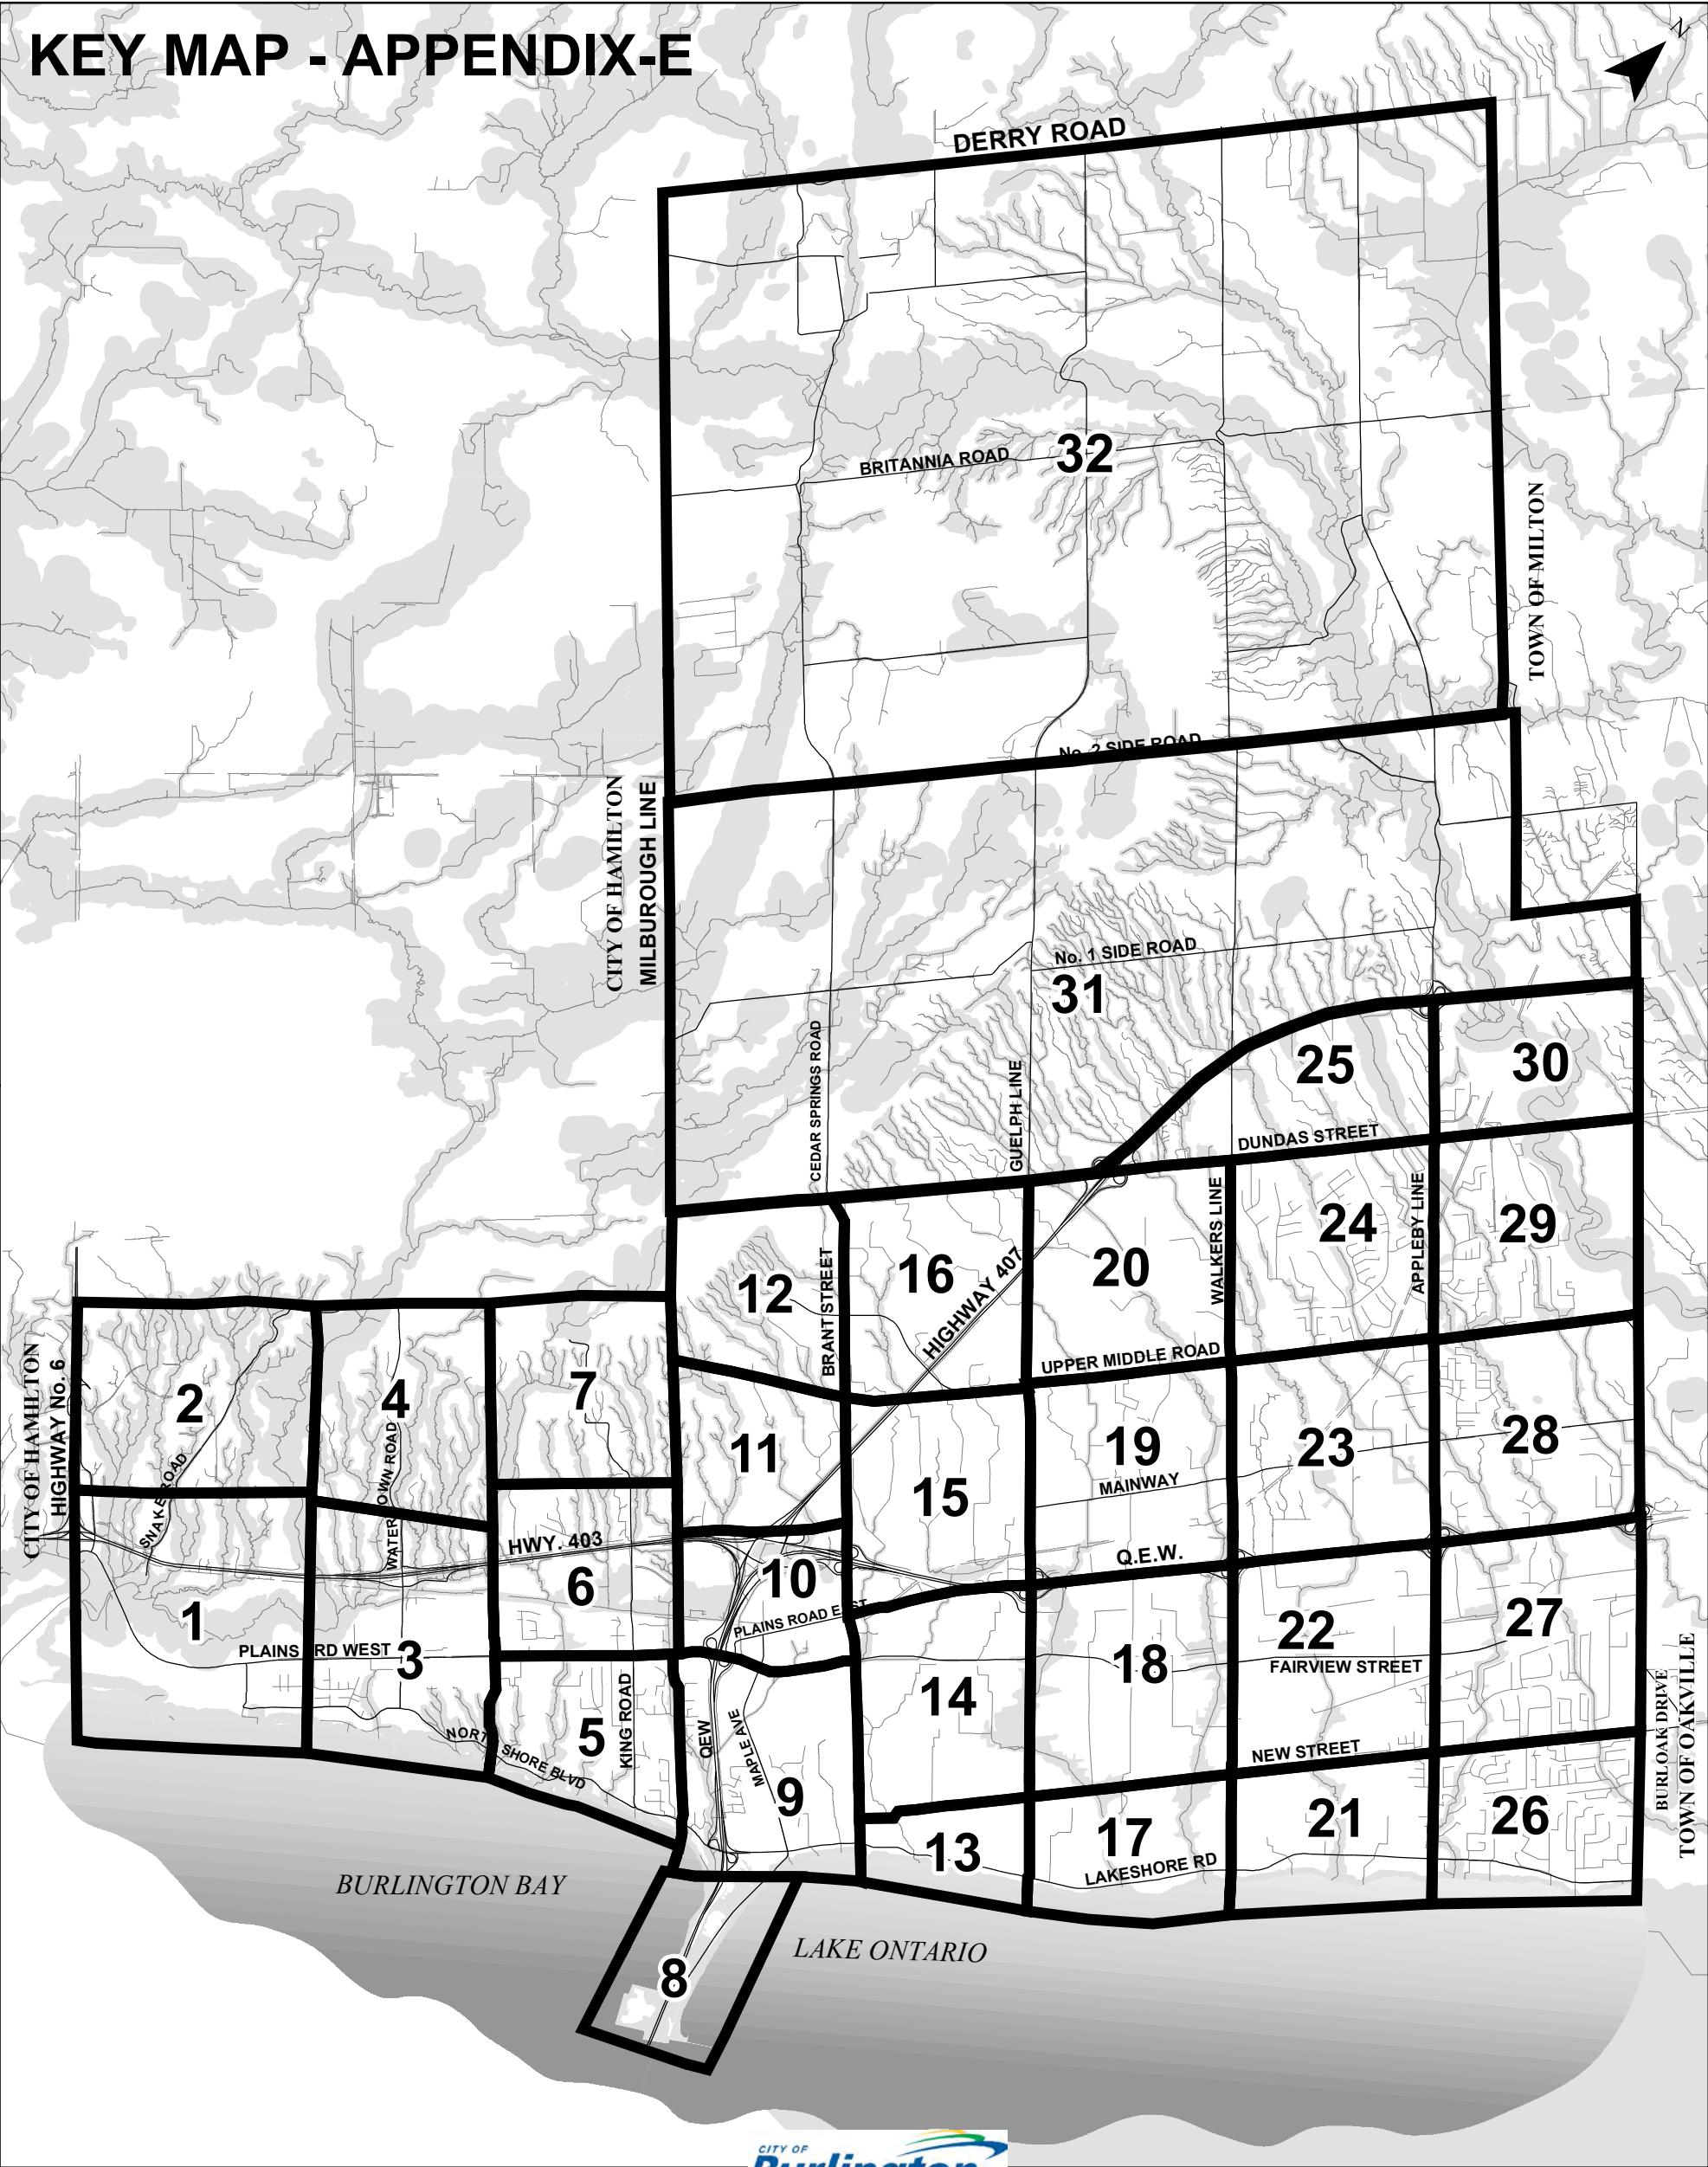 KEY MAP - APPENDIX-E
N
DERRY ROAD
BRITANNIA ROAD
32
TOWN OF MILTON
No. 2 SIDE ROAD
CITY OF HAMILTON
MILBUROUGH LINE
No. 1 SIDE ROAD
31
CEDAR SPRINGS ROAD
GUELPH LINE
25
30
DUNDAS STREET
12
BRANT STREET
16
HIGHWAY 407
20
WALKERS LINE
24
APPLEBY LINE
29
UPPER MIDDLE ROAD
CITY OF HAMILTON
HIGHWAY No. 6
2
4
7
11
15
19
MAINWAY
23
28
SNAKE ROAD
WATERDOWN ROAD
HWY. 403
Q.E.W.
1
6
10
PLAINS ROAD EAST
PLAINS RD WEST
3
14
18
22
FAIRVIEW STREET
27
NORTH SHORE BLVD
5
KING ROAD
QEW
MAPLE AVE
9
NEW STREET
BURLOAK DRIVE
TOWN OF OAKVILLE
13
17
LAKESHORE RD
21
26
BURLINGTON BAY
8
LAKE ONTARIO
CITY OF
Burlington